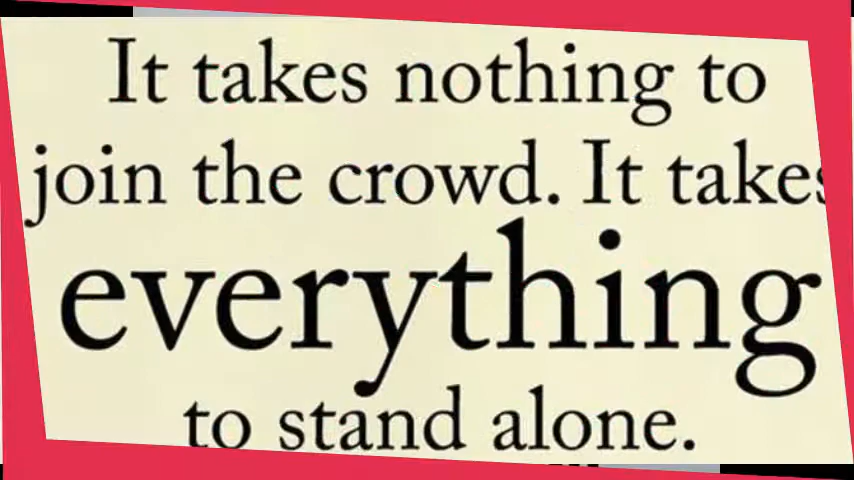 It takes nothing to
join the crowd. It takes
everything
to stand alone.